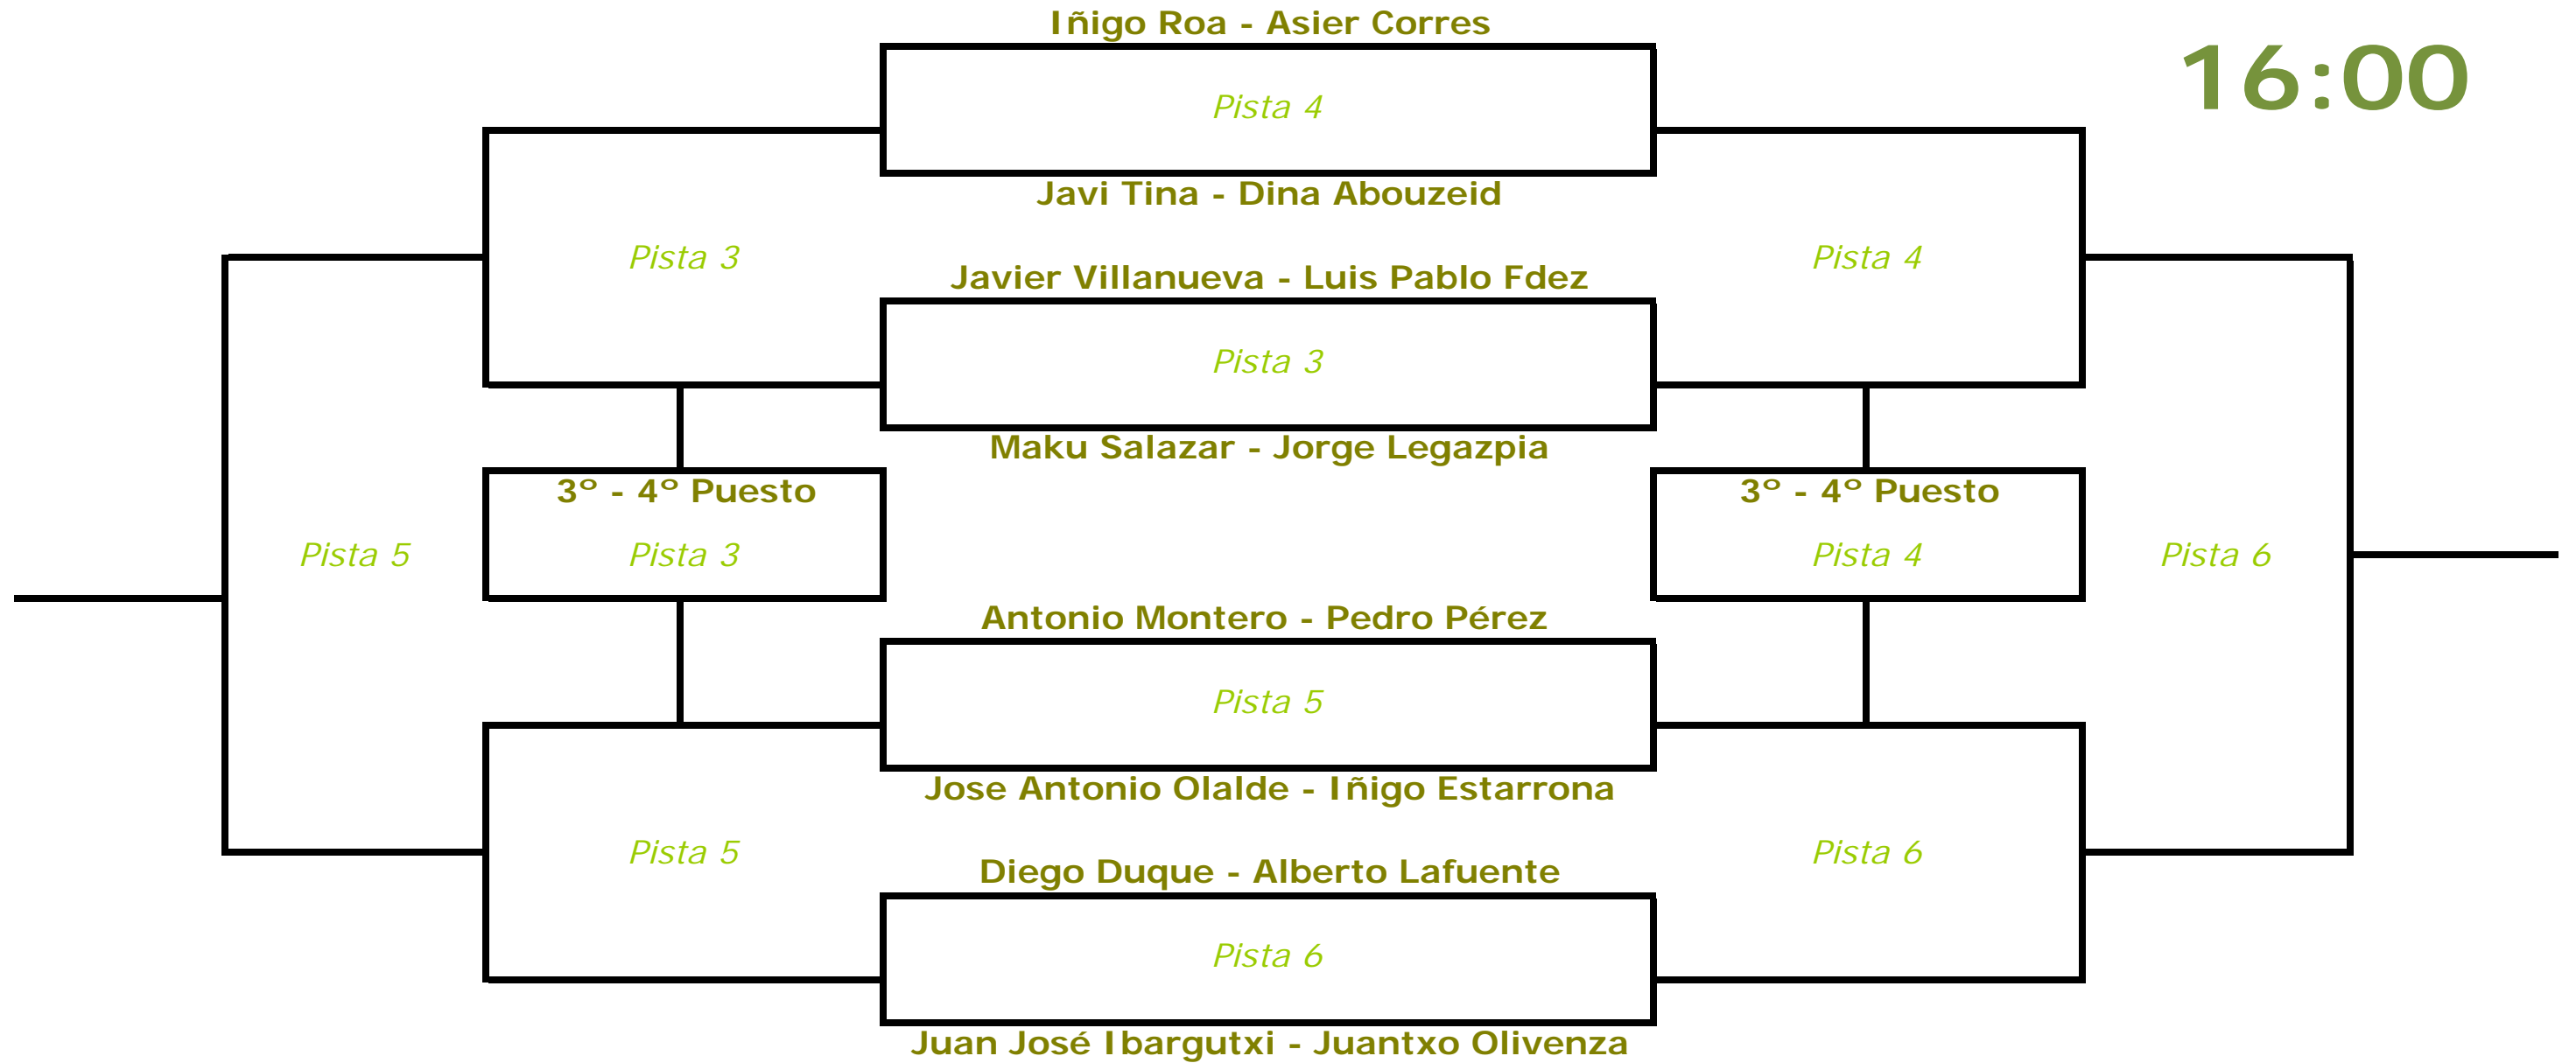 Iñigo Roa - Asier Corres
16:00
Pista 4
Javi Tina - Dina Abouzeid
Pista 3
Pista 4
Javier Villanueva - Luis Pablo Fdez
Pista 3
Maku Salazar - Jorge Legazpia
3º - 4º Puesto
3º - 4º Puesto
Pista 5
Pista 3
Pista 4
Pista 6
Antonio Montero - Pedro Pérez
Pista 5
Jose Antonio Olalde - Iñigo Estarrona
Pista 5
Pista 6
Diego Duque - Alberto Lafuente
Pista 6
Juan José Ibargutxi - Juantxo Olivenza